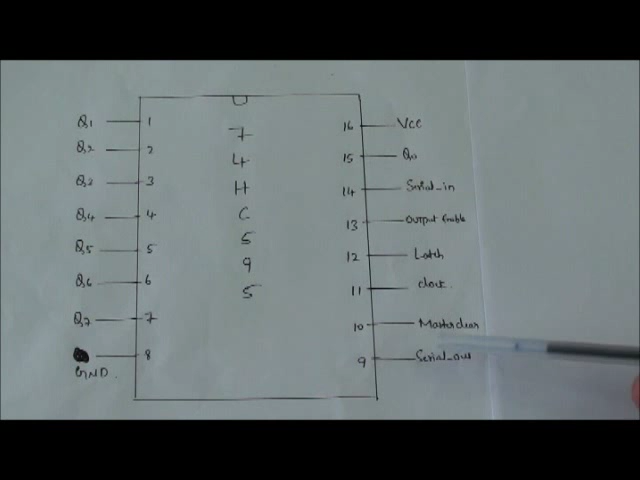 Q1 1 16 Vcc
Q2 2 15 Q0
Q3 3 14 Serial_in
Q4 4 13 output Enable
Q5 5 12 Latch
Q6 6 11 clock
Q7 7 10 Master clear
8 9 Serial_out
GND
7
4
H
C
5
9
5